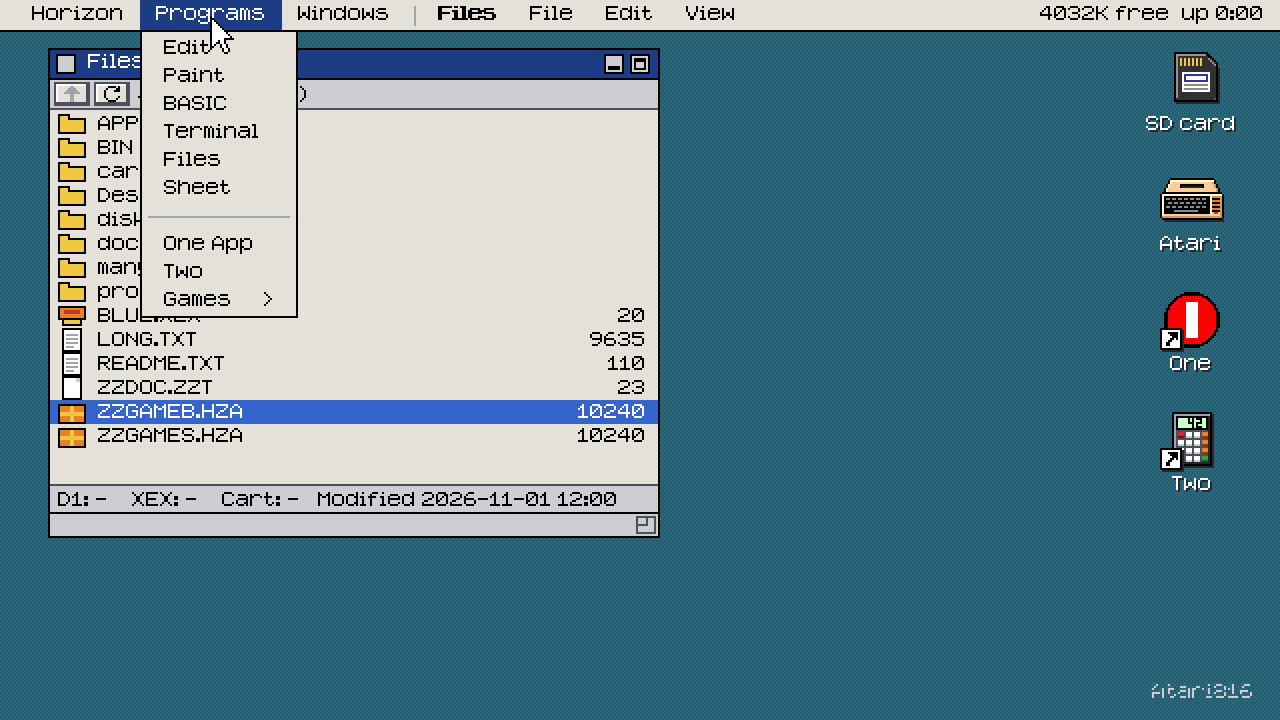 Horizon Programs Windows | Files File Edit View 4032K free up 0:00
Edit
Paint
BASIC
Terminal
Files
Sheet
One App
Two
Games >
Files
APP
BIN
car
Des
disk
doc
pro
20
LONG.TXT 9635
README.TXT 110
ZZDOC.ZZT 23
ZZGAMEB.HZA 10240
ZZGAMES.HZA 10240
D1: - XEX: - Cart: - Modified 2026-11-01 12:00
SD card
Atari
One
42
Two
Atari816